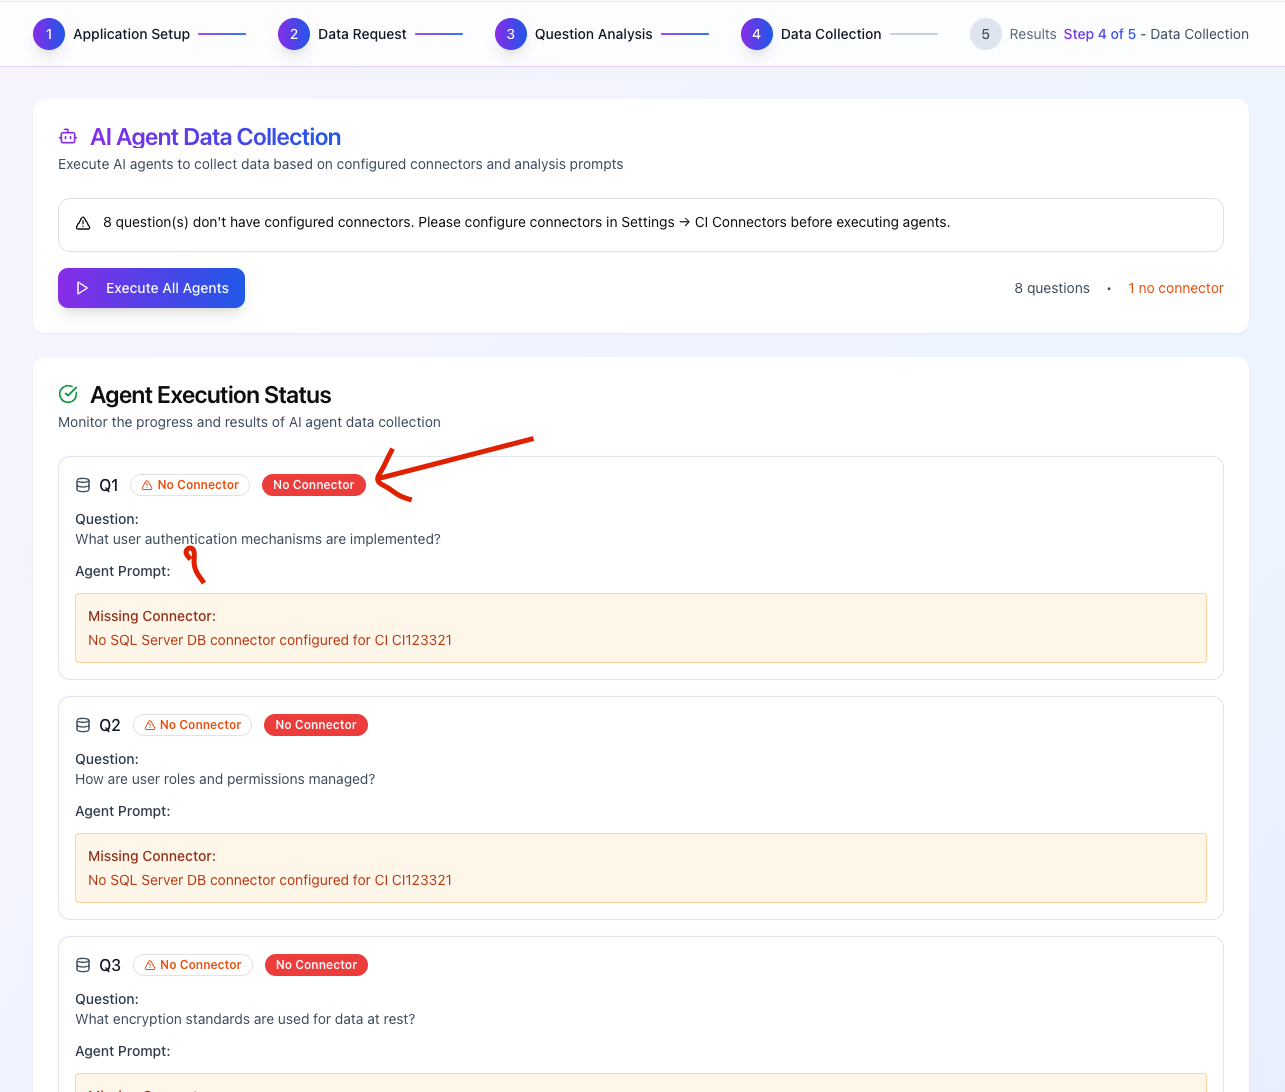 1 Application Setup 2 Data Request 3 Question Analysis 4 Data Collection 5 Results Step 4 of 5 - Data Collection
AI Agent Data Collection
Execute AI agents to collect data based on configured connectors and analysis prompts
8 question(s) don't have configured connectors. Please configure connectors in Settings → CI Connectors before executing agents.
Execute All Agents 8 questions • 1 no connector
Agent Execution Status
Monitor the progress and results of AI agent data collection
Q1 No Connector No Connector
Question:
What user authentication mechanisms are implemented?
Agent Prompt:
Missing Connector:
No SQL Server DB connector configured for CI CI123321
Q2 No Connector No Connector
Question:
How are user roles and permissions managed?
Agent Prompt:
Missing Connector:
No SQL Server DB connector configured for CI CI123321
Q3 No Connector No Connector
Question:
What encryption standards are used for data at rest?
Agent Prompt: